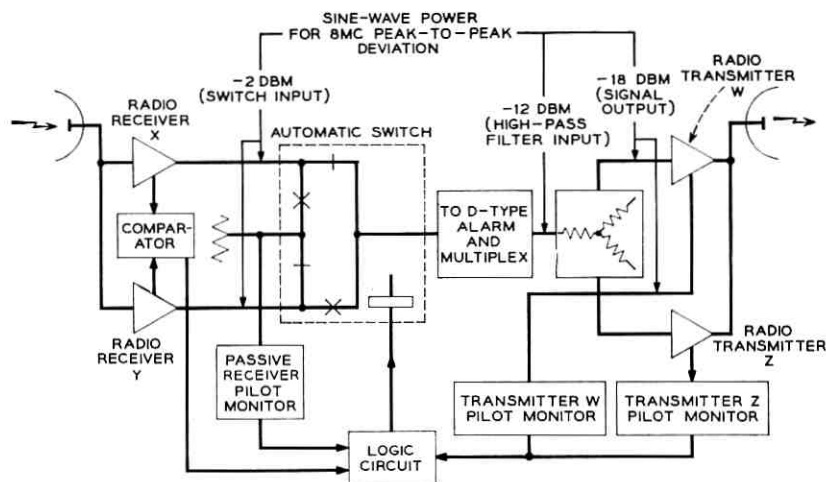 SINE-WAVE POWER
FOR 8MC PEAK-TO-PEAK
DEVIATION
-2 DBM
(SWITCH INPUT)
-18 DBM
(SIGNAL
OUTPUT)
RADIO
TRANSMITTER
W
-12 DBM
(HIGH-PASS
FILTER INPUT)
RADIO
RECEIVER
X
AUTOMATIC SWITCH
COMPAR-
ATOR
TO D-TYPE
ALARM
AND
MULTIPLEX
RADIO
RECEIVER
Y
RADIO
TRANSMITTER
Z
PASSIVE
RECEIVER
PILOT
MONITOR
TRANSMITTER W
PILOT MONITOR
TRANSMITTER Z
PILOT MONITOR
LOGIC
CIRCUIT